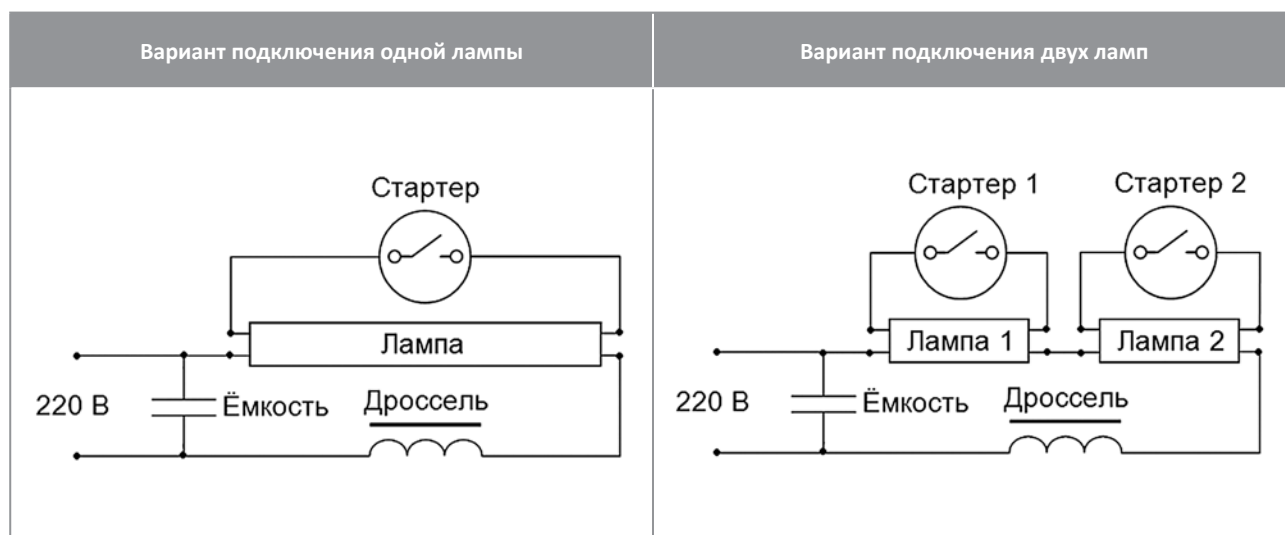 Вариант подключения одной лампы
Вариант подключения двух ламп
Стартер
Лампа
220 В
Ёмкость
Дроссель
Стартер 1
Стартер 2
Лампа 1
Лампа 2
220 В
Ёмкость
Дроссель